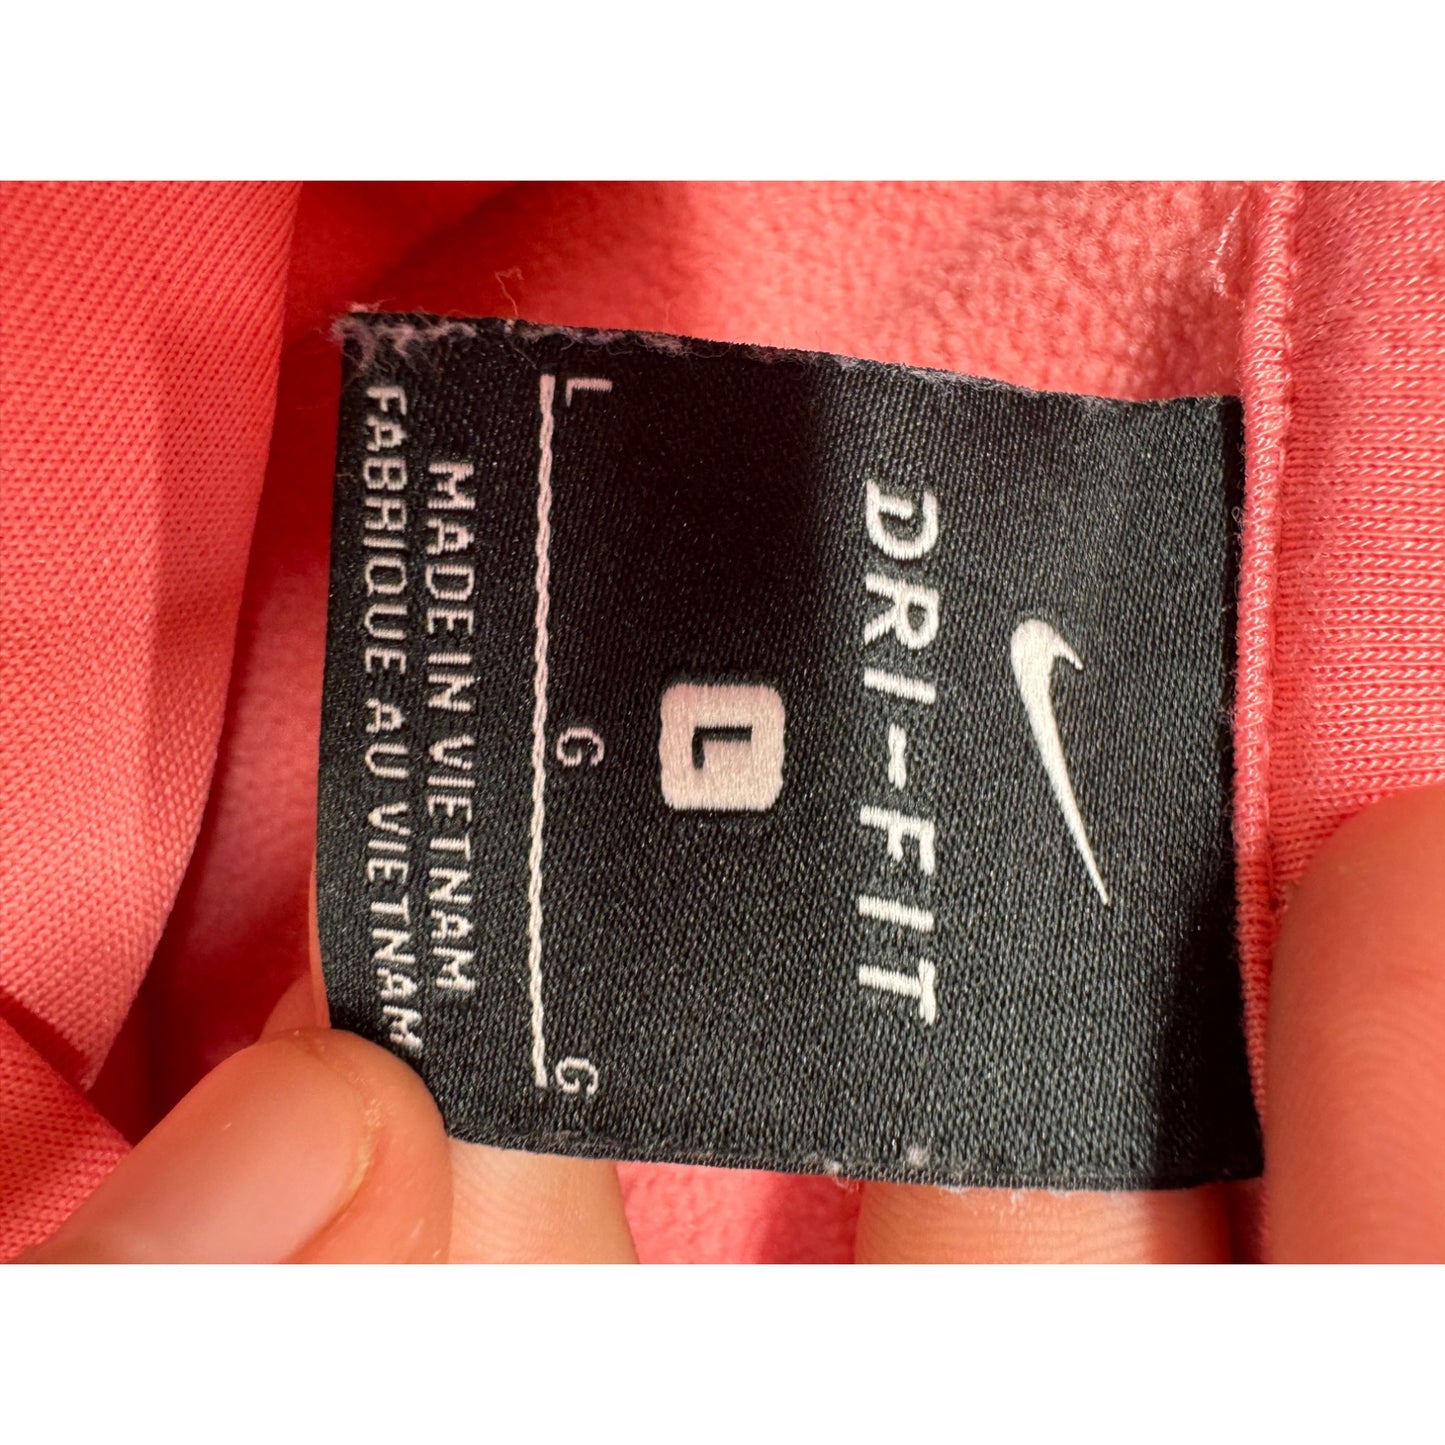 DRI-FIT
L
L G G
MADE IN VIETNAM
FABRIQUE AU VIETNAM